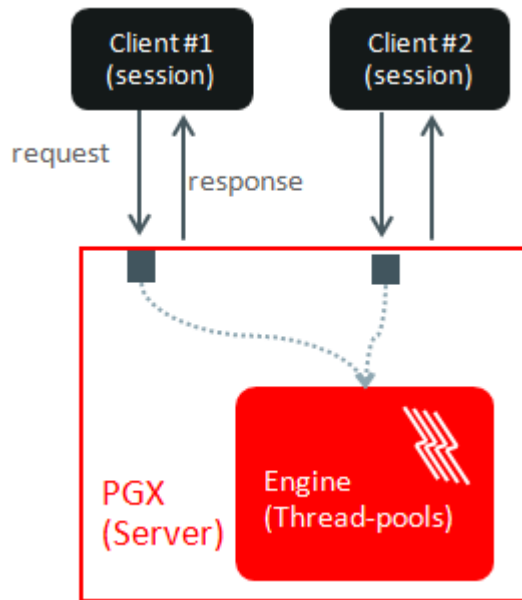 Client #1
(session)
Client #2
(session)
request
response
PGX
(Server)
Engine
(Thread-pools)